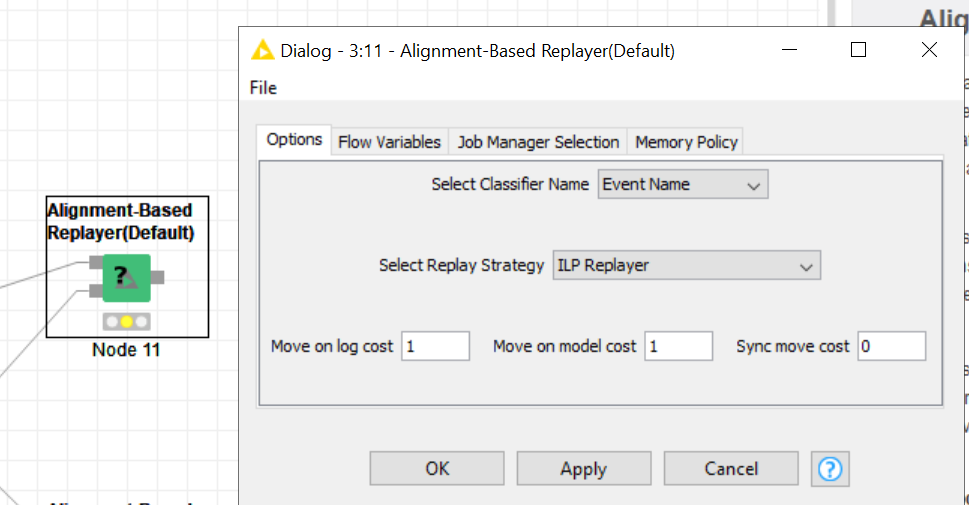 Alig
Dialog - 3:11 - Alignment-Based Replayer(Default)
File
Options Flow Variables Job Manager Selection Memory Policy
Select Classifier Name Event Name
Select Replay Strategy ILP Replayer
Move on log cost 1 Move on model cost 1 Sync move cost 0
OK Apply Cancel ?
Alignment-Based
Replayer(Default)
?
Node 11